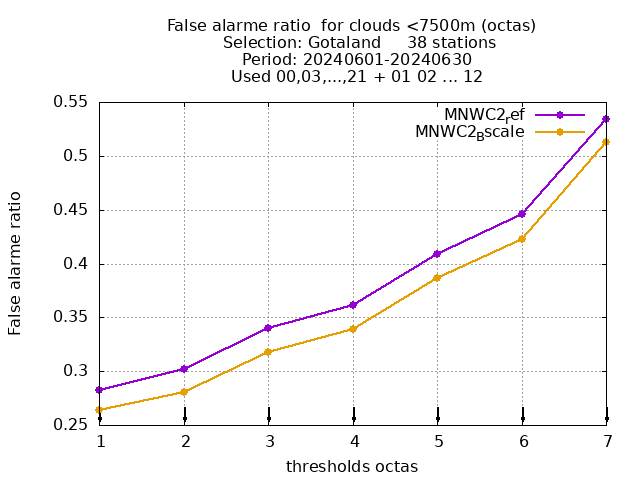 False alarme ratio  for clouds <7500m (octas)
Selection: Gotaland     38 stations
Period: 20240601-20240630
Used 00,03,...,21 + 01 02 ... 12
MNWC2ref
MNWC2Bscale
False alarme ratio
0.55
0.5
0.45
0.4
0.35
0.3
0.25
1 2 3 4 5 6 7
thresholds octas